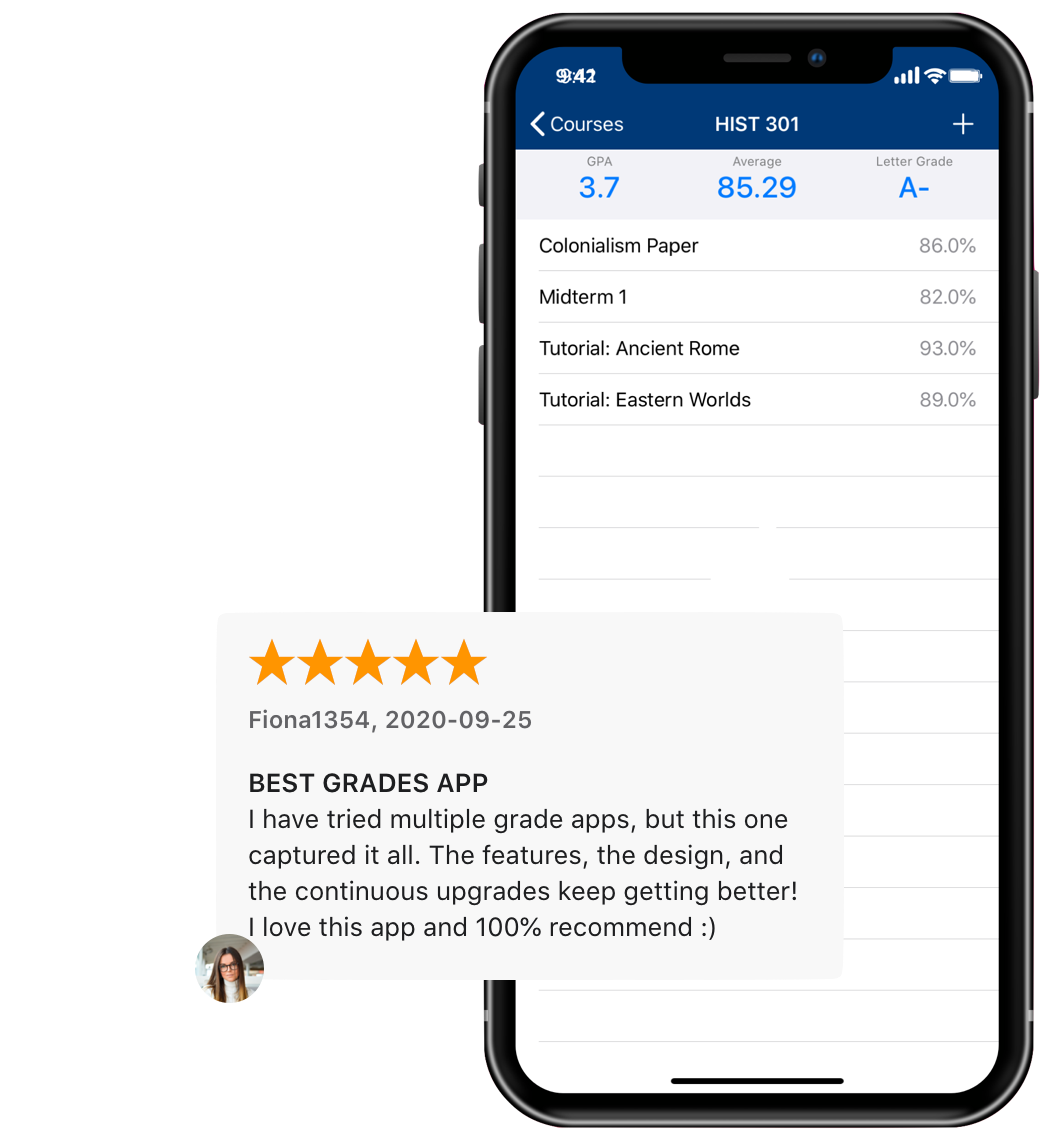 Courses HIST 301 +
GPA Average Letter Grade
3.7 85.29 A-
Colonialism Paper 86.0%
Midterm 1 82.0%
Tutorial: Ancient Rome 93.0%
Tutorial: Eastern Worlds 89.0%
Fiona1354, 2020-09-25
BEST GRADES APP
I have tried multiple grade apps, but this one
captured it all. The features, the design, and
the continuous upgrades keep getting better!
I love this app and 100% recommend :)